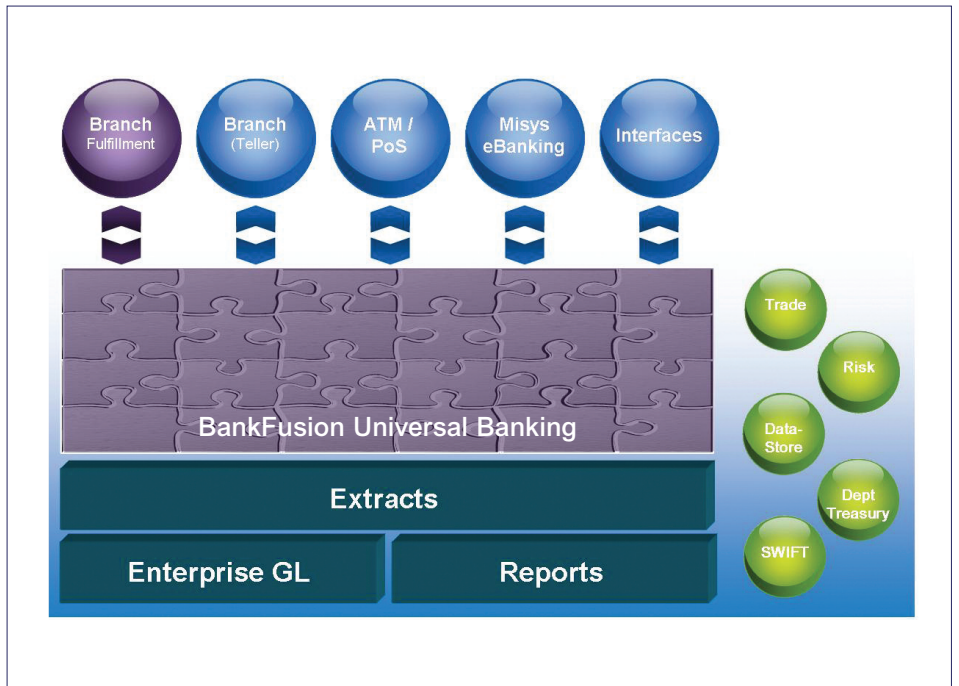 Branch
Fulfillment
Branch
(Teller)
ATM /
PoS
Misys
eBanking
Interfaces
Trade
Risk
BankFusion Universal Banking
Data-
Store
Extracts
Dept
Treasury
Enterprise GL
Reports
SWIFT